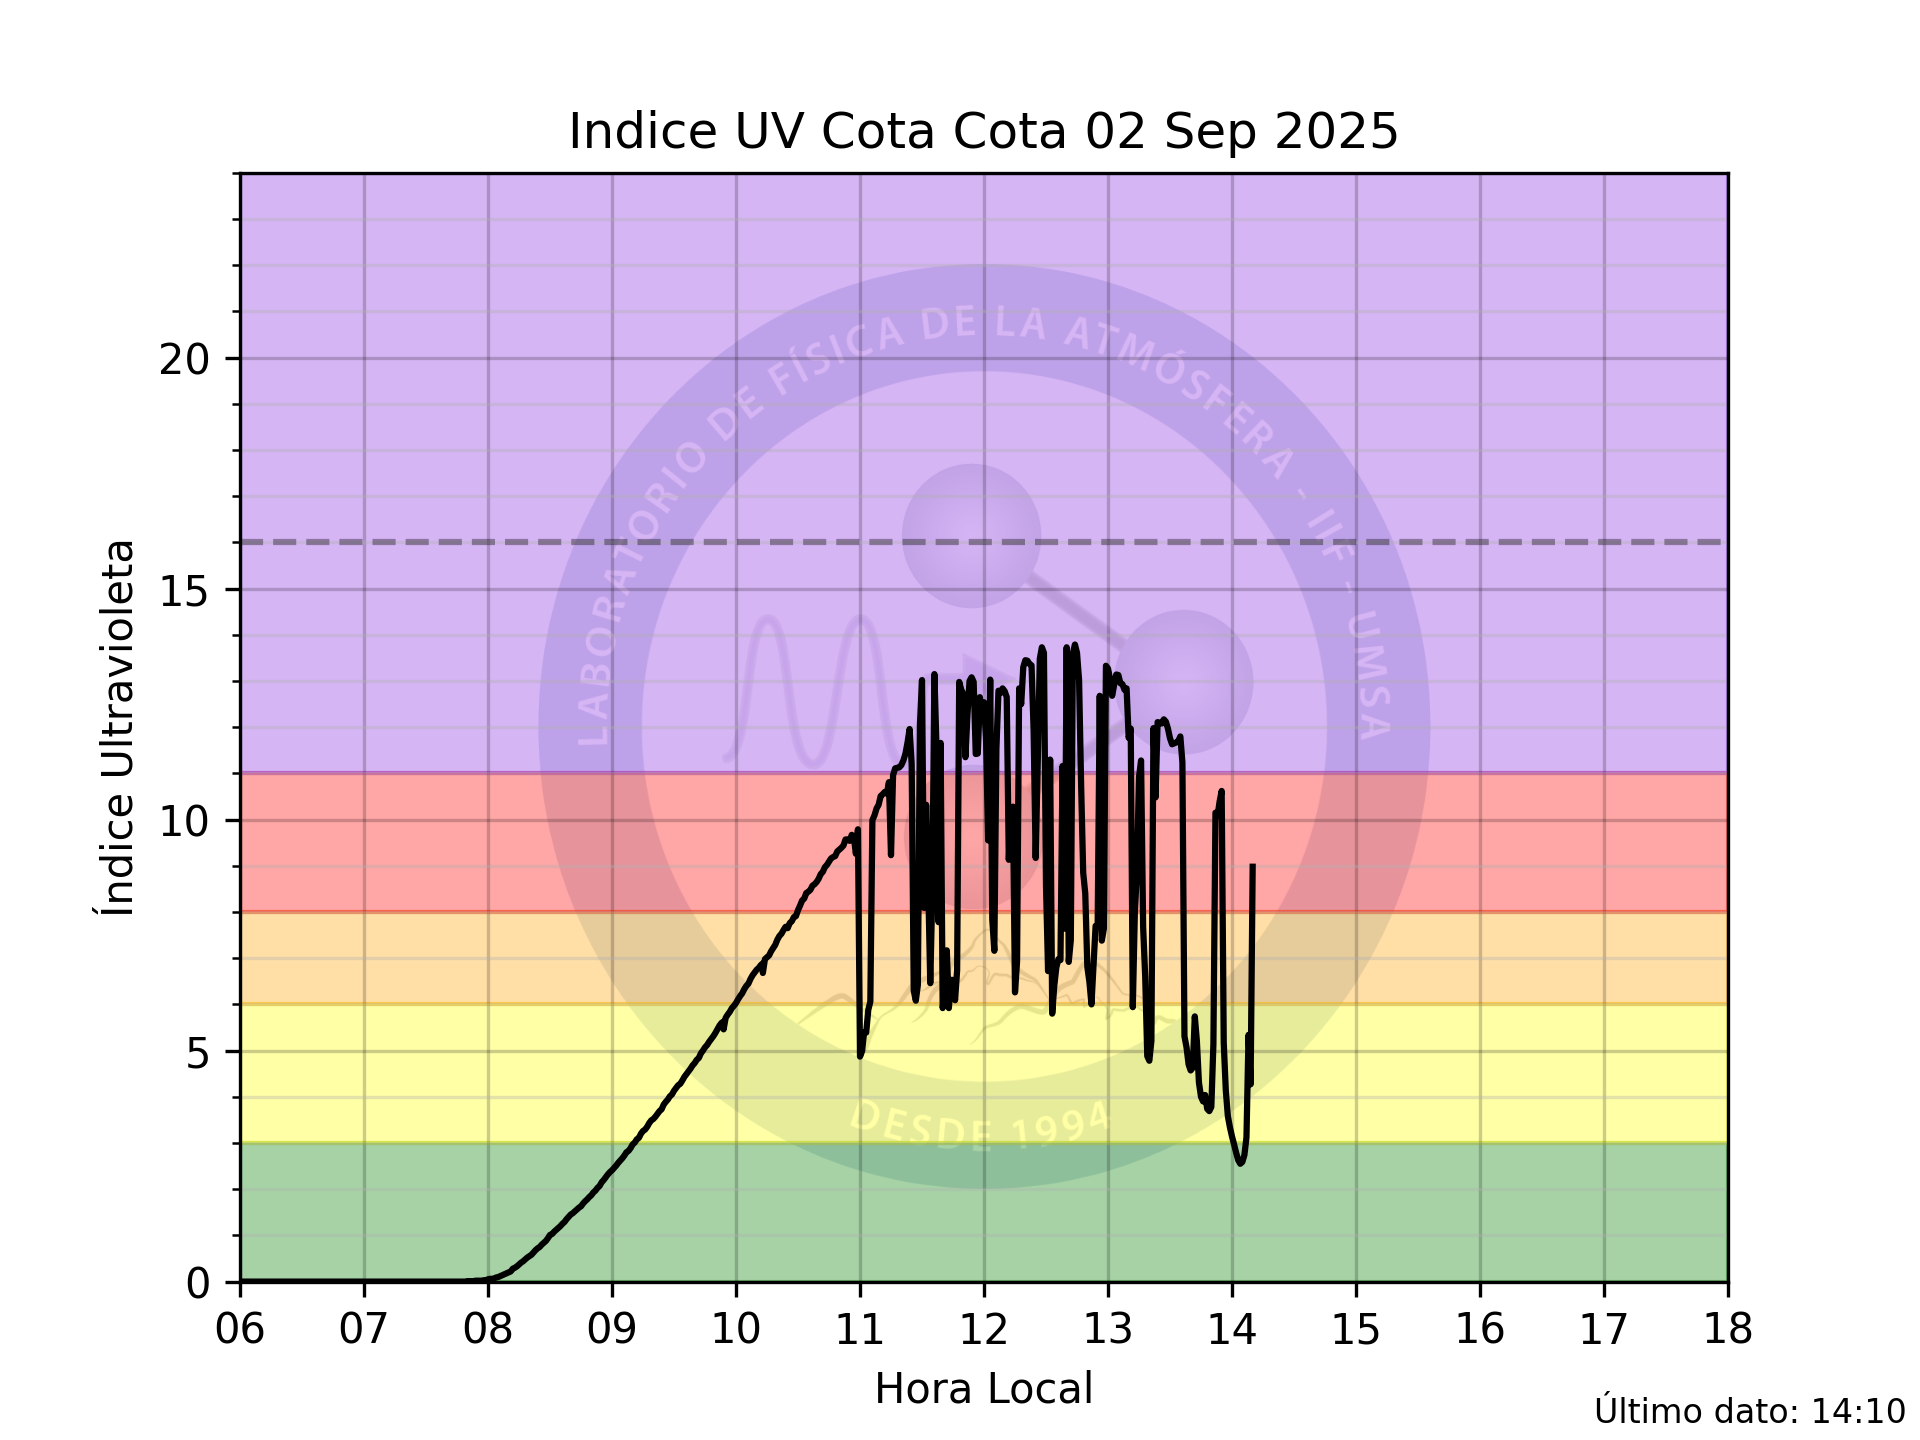 Indice UV Cota Cota 02 Sep 2025
LABORATORIO DE FÍSICA DE LA ATMÓSFERA - IIF - UMSA
DESDE 1994
Índice Ultravioleta
20
15
10
5
0
06 07 08 09 10 11 12 13 14 15 16 17 18
Hora Local
Último dato: 14:10